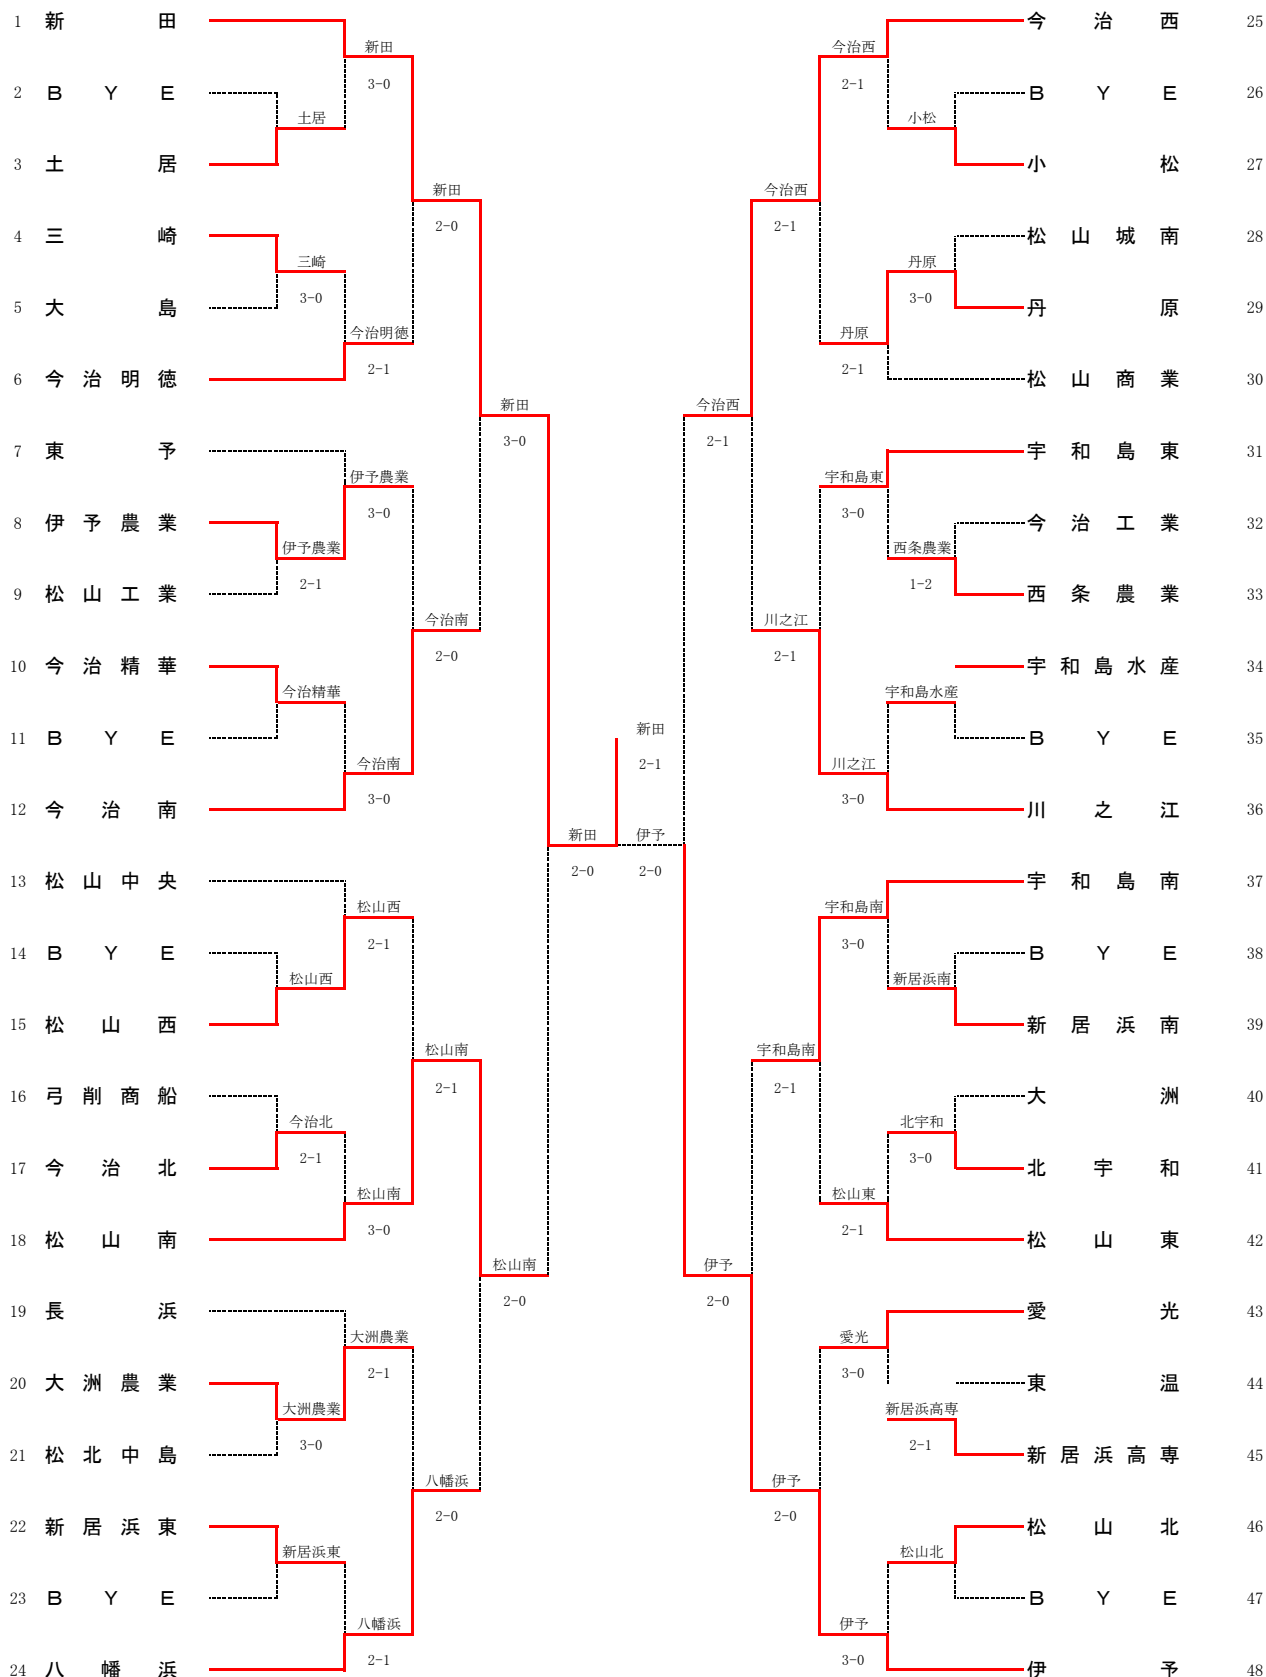 1 新田
2 ＢＹＥ
3 土居
4 三崎
5 大島
6 今治明徳
7 東予
8 伊予農業
9 松山工業
10 今治精華
11 ＢＹＥ
12 今治南
13 松山中央
14 ＢＹＥ
15 松山西
16 弓削商船
17 今治北
18 松山南
19 長浜
20 大洲農業
21 松北中島
22 新居浜東
23 ＢＹＥ
24 八幡浜
土居
三崎
3-0
伊予農業
2-1
今治精華
松山西
今治北
2-1
大洲農業
3-0
新居浜東
新田
3-0
今治明徳
2-1
伊予農業
3-0
今治南
3-0
松山西
2-1
松山南
3-0
大洲農業
2-1
八幡浜
2-1
新田
2-0
今治南
2-0
松山南
2-1
八幡浜
2-0
新田
3-0
松山南
2-0
新田
2-0
新田
2-1
伊予
2-0
今治西
2-1
伊予
2-0
今治西
2-1
川之江
2-1
宇和島南
2-1
伊予
2-0
今治西
2-1
丹原
2-1
宇和島東
3-0
川之江
3-0
宇和島南
3-0
松山東
2-1
愛光
3-0
伊予
3-0
小松
丹原
3-0
西条農業
1-2
宇和島水産
新居浜南
北宇和
3-0
新居浜高専
2-1
松山北
今治西 25
ＢＹＥ 26
小松 27
松山城南 28
丹原 29
松山商業 30
宇和島東 31
今治工業 32
西条農業 33
宇和島水産 34
ＢＹＥ 35
川之江 36
宇和島南 37
ＢＹＥ 38
新居浜南 39
大洲 40
北宇和 41
松山東 42
愛光 43
東温 44
新居浜高専 45
松山北 46
ＢＹＥ 47
伊予 48